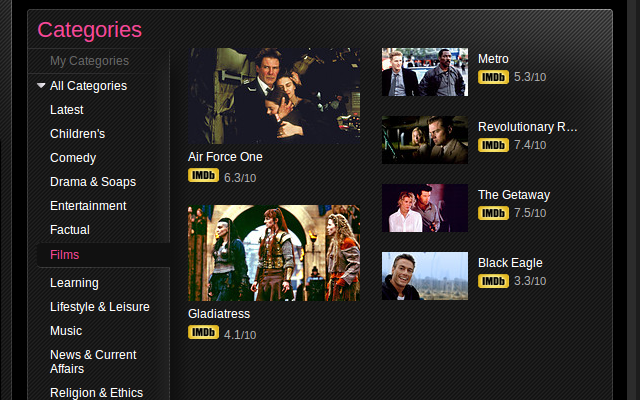 Categories
My Categories
All Categories
Latest
Children's
Comedy
Drama & Soaps
Entertainment
Factual
Films
Learning
Lifestyle & Leisure
Music
News & Current
Affairs
Religion & Ethics
Air Force One
IMDb 6.3/10
Gladiatress
IMDb 4.1/10
Metro
IMDb 5.3/10
Revolutionary R...
IMDb 7.4/10
The Getaway
IMDb 7.5/10
Black Eagle
IMDb 3.3/10